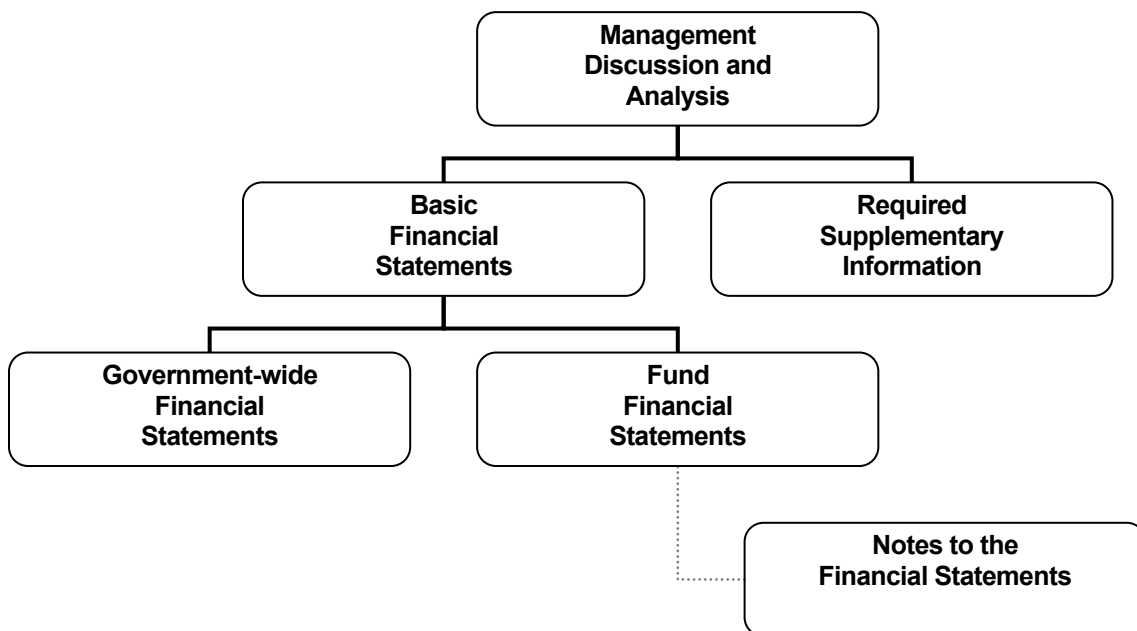 Management
Discussion and
Analysis
Basic
Financial
Statements
Required
Supplementary
Information
Government-wide
Financial
Statements
Fund
Financial
Statements
Notes to the
Financial Statements